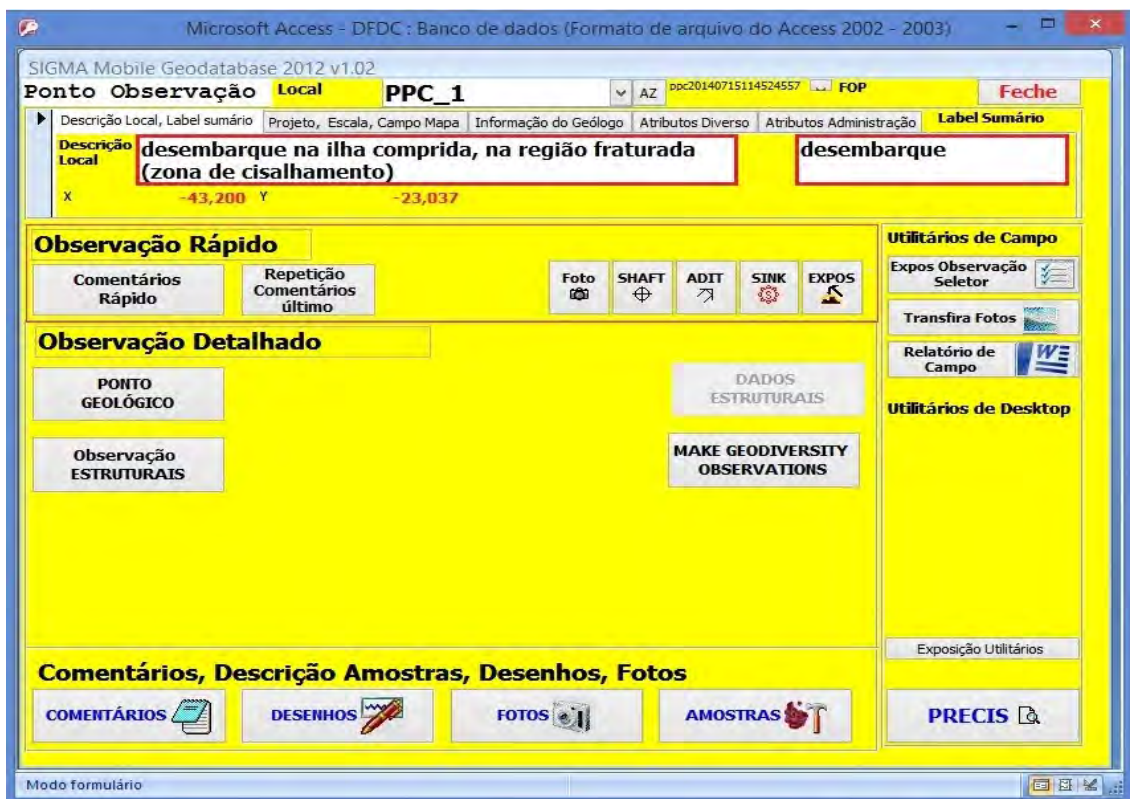 Microsoft Access - DFDC : Banco de dados (Formato de arquivo do Access 2002 - 2003)
SIGMA Mobile Geodatabase 2012 v1.02
Ponto Observação Local PPC_1 AZ ppc20140715114524557 ... FOP Feche
Descrição Local, Label sumário Projeto, Escala, Campo Mapa Informação do Geólogo Atributos Diverso Atributos Administração Label Sumário
Descrição Local
desembarque na ilha comprida, na região fraturada
(zona de cisalhamento)
desembarque
X -43,200 Y -23,037
Observação Rápido
Comentários
Rápido
Repetição
Comentários
último
Foto SHAFT ADIT SINK EXPOS
Utilitários de Campo
Expos Observação
Seletor
Transfira Fotos
Relatório de
Campo
Observação Detalhado
PONTO
GEOLÓGICO
DADOS
ESTRUTURAIS
Utilitários de Desktop
Observação
ESTRUTURAIS
MAKE GEODIVERSITY
OBSERVATIONS
Exposição Utilitários
Comentários, Descrição Amostras, Desenhos, Fotos
COMENTÁRIOS DESENHOS FOTOS AMOSTRAS PRECIS
Modo formulário